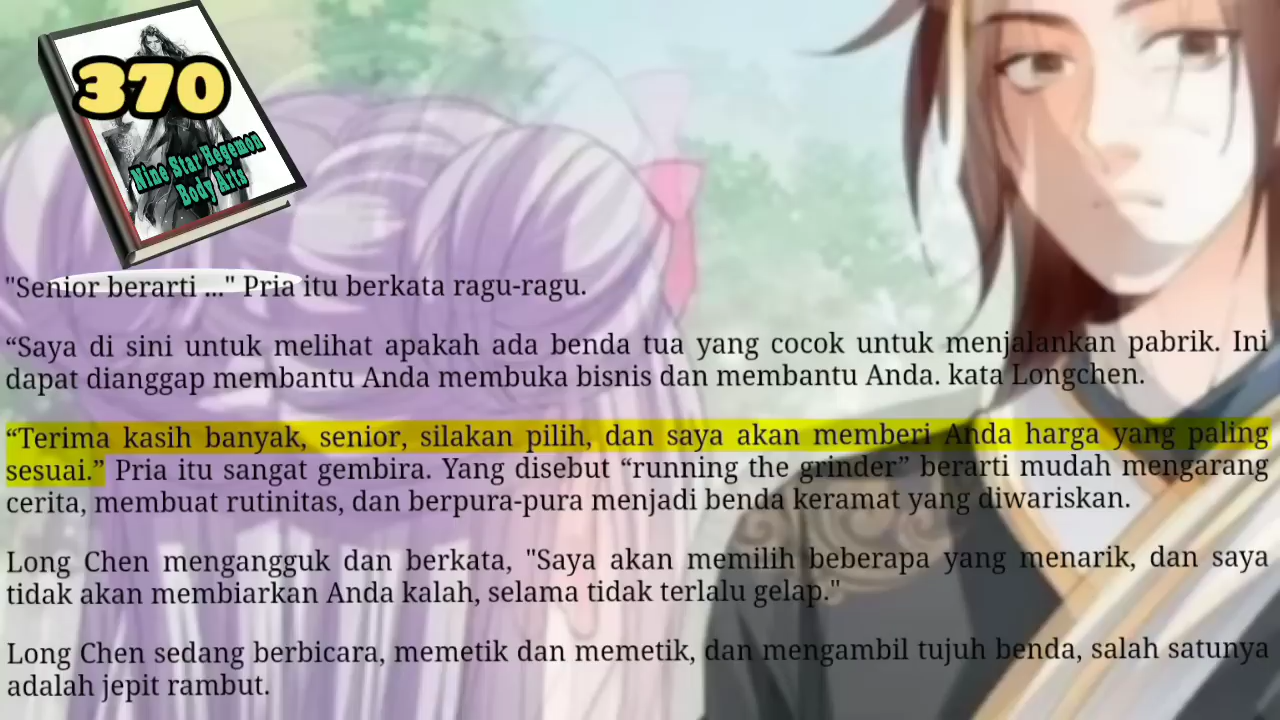 370
Nine Star Hegemon
Body Arts
"Senior berarti ..." Pria itu berkata ragu-ragu.
“Saya di sini untuk melihat apakah ada benda tua yang cocok untuk menjalankan pabrik. Ini
dapat dianggap membantu Anda membuka bisnis dan membantu Anda. kata Longchen.
“Terima kasih banyak, senior, silakan pilih, dan saya akan memberi Anda harga yang paling
sesuai.” Pria itu sangat gembira. Yang disebut “running the grinder” berarti mudah mengarang
cerita, membuat rutinitas, dan berpura-pura menjadi benda keramat yang diwariskan.
Long Chen mengangguk dan berkata, "Saya akan memilih beberapa yang menarik, dan saya
tidak akan membiarkan Anda kalah, selama tidak terlalu gelap."
Long Chen sedang berbicara, memetik dan memetik, dan mengambil tujuh benda, salah satunya
adalah jepit rambut.